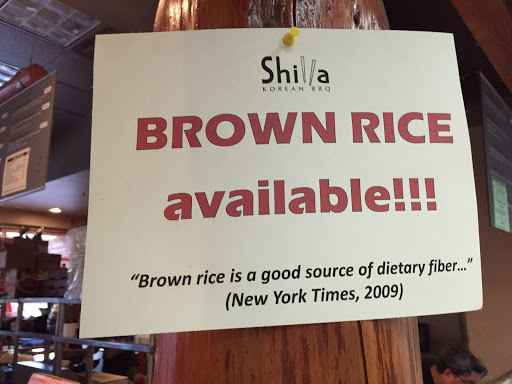 Shilla
KOREAN BBQ
BROWN RICE
available!!!
“Brown rice is a good source of dietary fiber...”
(New York Times, 2009)